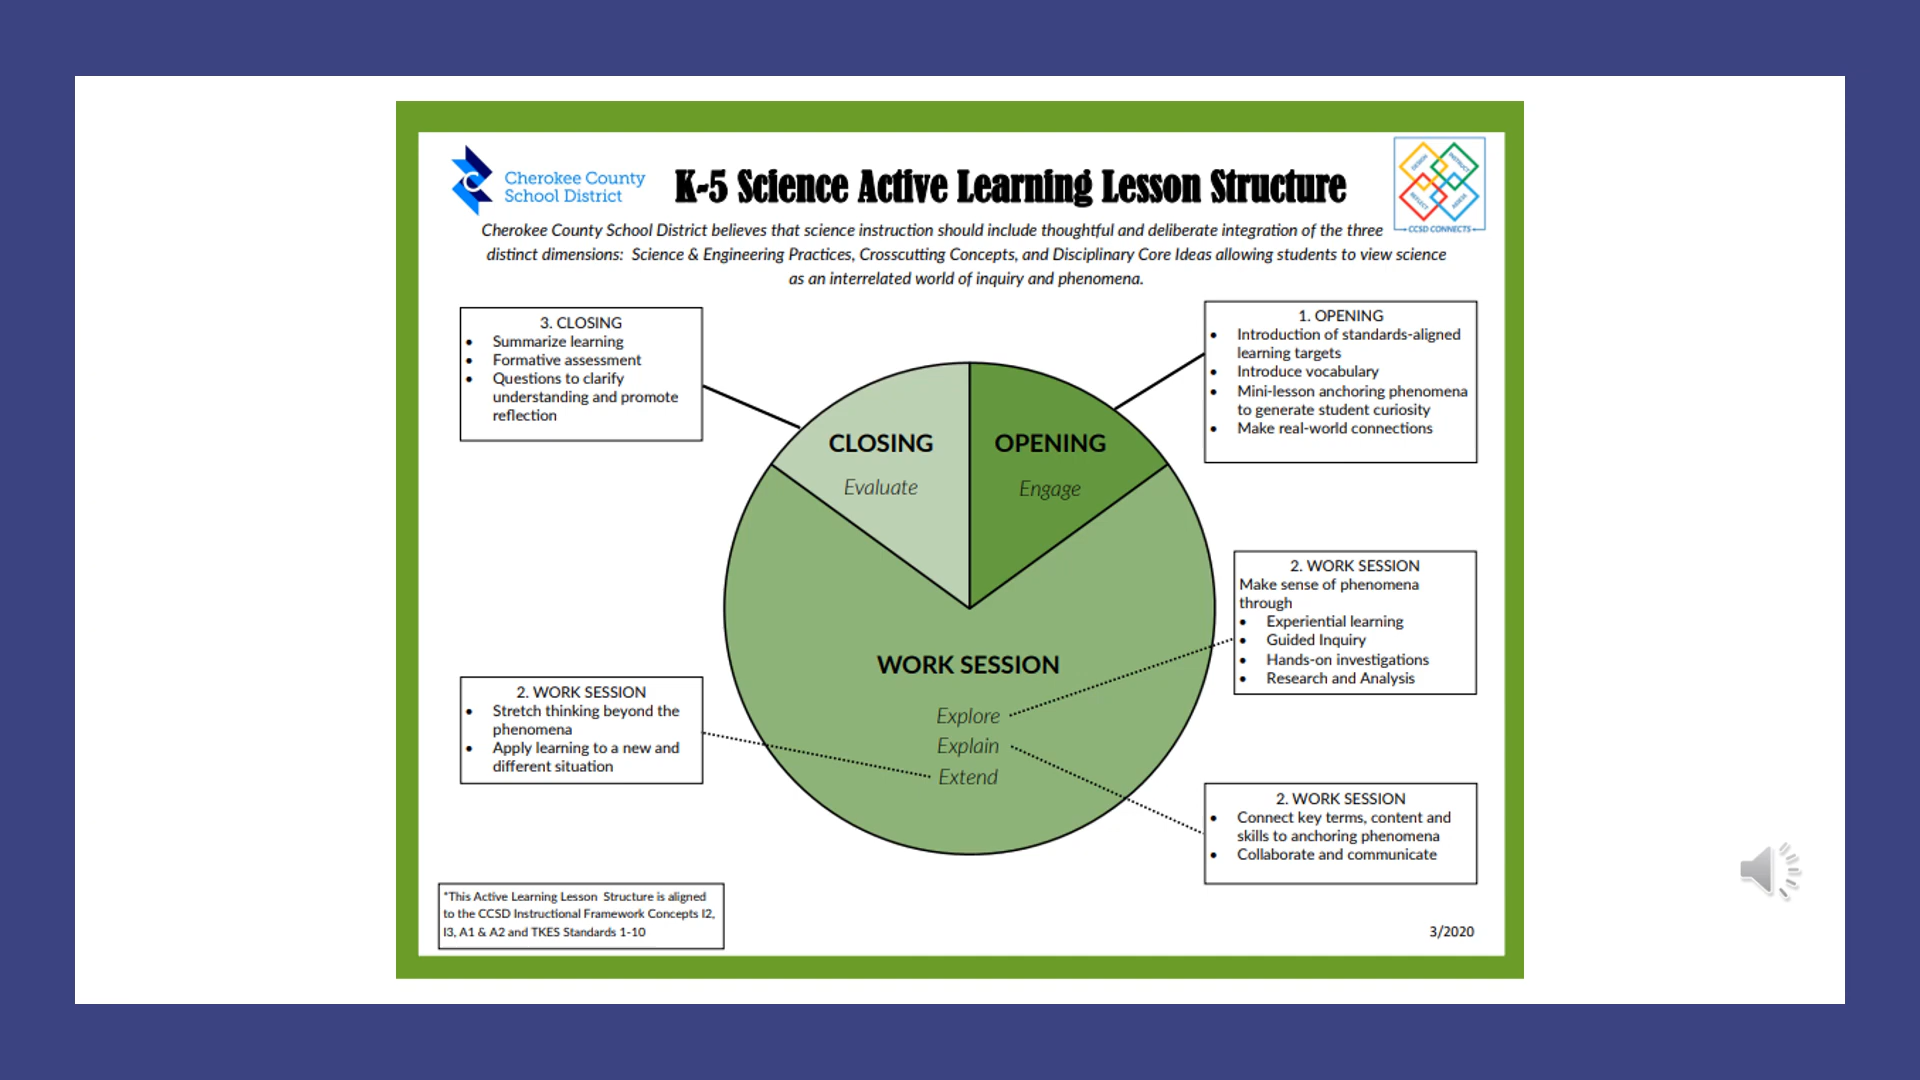 Cherokee County
School District
K-5 Science Active Learning Lesson Structure
DESIGN
INSTRUCT
REFLECT
ASSESS
CCSD CONNECTS
Cherokee County School District believes that science instruction should include thoughtful and deliberate integration of the three
distinct dimensions: Science & Engineering Practices, Crosscutting Concepts, and Disciplinary Core Ideas allowing students to view science
as an interrelated world of inquiry and phenomena.
3. CLOSING
• Summarize learning
• Formative assessment
• Questions to clarify
understanding and promote
reflection
1. OPENING
• Introduction of standards-aligned
learning targets
• Introduce vocabulary
• Mini-lesson anchoring phenomena
to generate student curiosity
• Make real-world connections
CLOSING
Evaluate
OPENING
Engage
2. WORK SESSION
Make sense of phenomena
through
• Experiential learning
• Guided Inquiry
• Hands-on investigations
• Research and Analysis
WORK SESSION
Explore
Explain
Extend
2. WORK SESSION
• Stretch thinking beyond the
phenomena
• Apply learning to a new and
different situation
2. WORK SESSION
• Connect key terms, content and
skills to anchoring phenomena
• Collaborate and communicate
*This Active Learning Lesson Structure is aligned
to the CCSD Instructional Framework Concepts I2,
I3, A1 & A2 and TKES Standards 1-10
3/2020